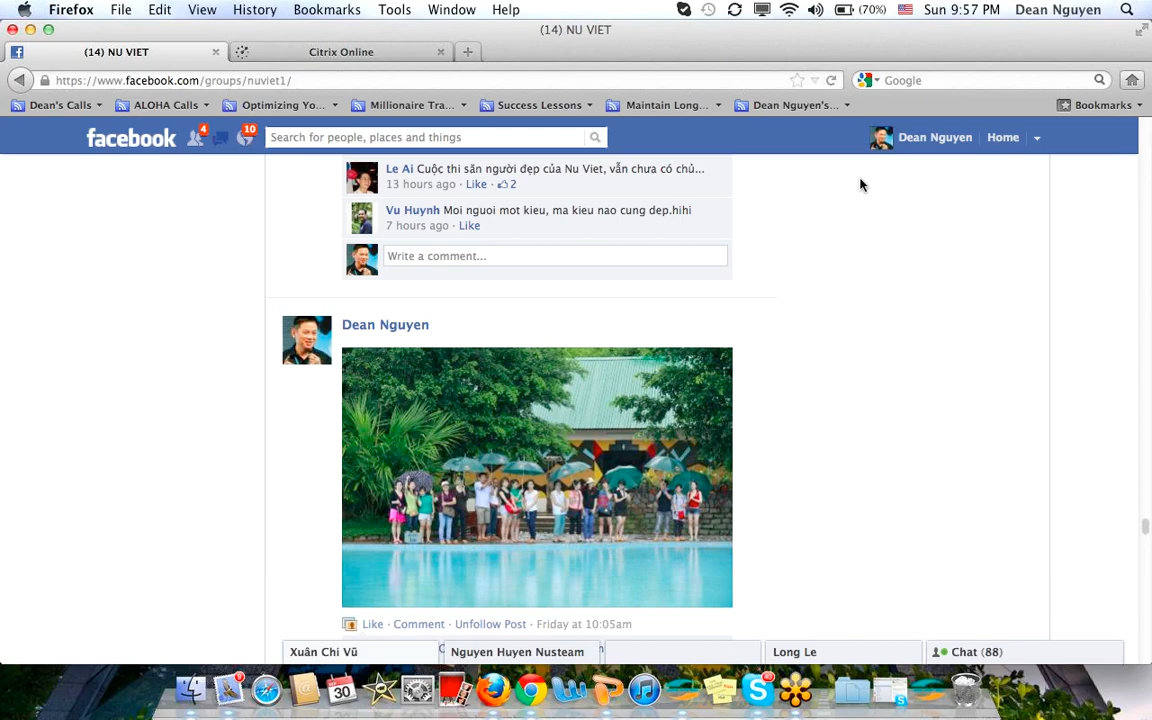 Firefox File Edit View History Bookmarks Tools Window Help (70%) Sun 9:57 PM Dean Nguyen
(14) NU VIET
(14) NU VIET Citrix Online
https://www.facebook.com/groups/nuviet1/ Google
Dean's Calls ALOHA Calls Optimizing Yo... Millionaire Tra... Success Lessons Maintain Long... Dean Nguyen's... Bookmarks
facebook 4 10 Search for people, places and things Dean Nguyen Home
Le Ai Cuộc thi săn người đẹp của Nu Viet, vẫn chưa có chủ...
13 hours ago · Like · 2
Vu Huynh Moi nguoi mot kieu, ma kieu nao cung dep.hihi
7 hours ago · Like
Write a comment...
Dean Nguyen
Like · Comment · Unfollow Post · Friday at 10:05am
Xuân Chi Vũ Nguyen Huyen Nusteam Long Le Chat (88)
30